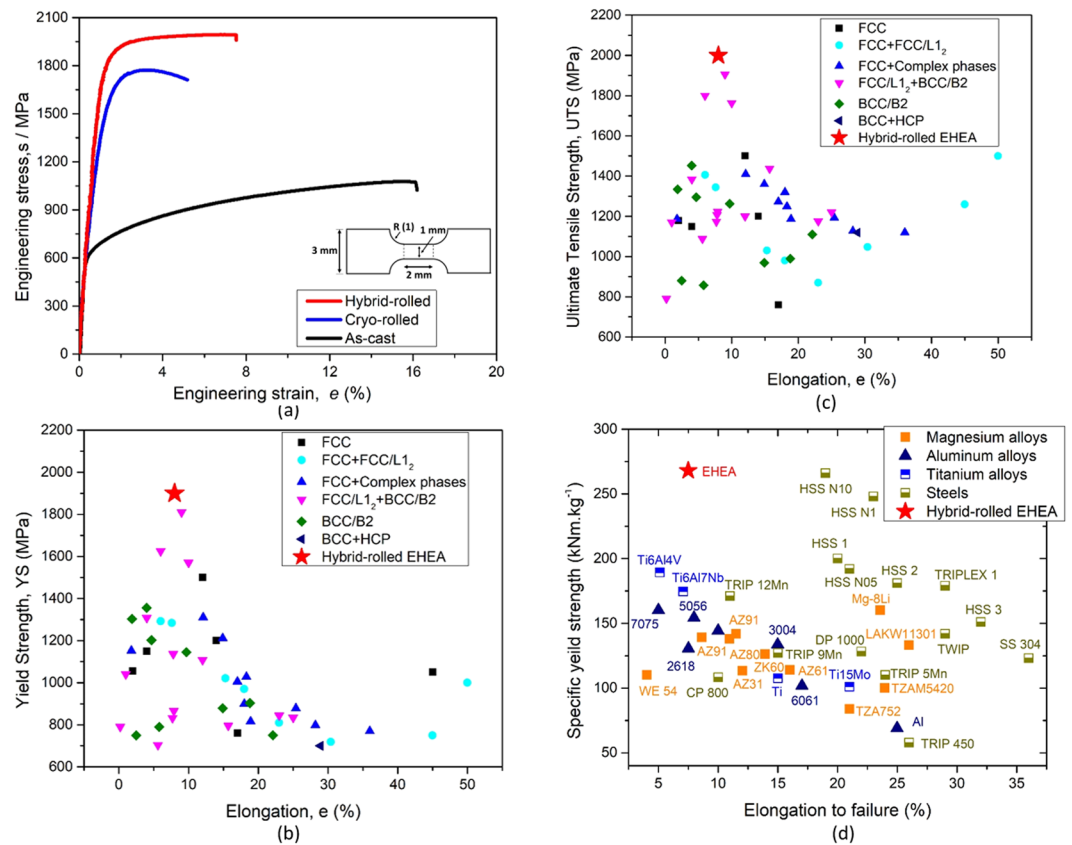 (a)
Engineering stress,s / MPa
2100
1800
1500
1200
900
600
300
0
R (1)
1 mm
3 mm
2 mm
Hybrid-rolled
Cryo-rolled
As-cast
0 4 8 12 16 20
Engineering strain, e (%)
(a)
Ultimate Tensile Strength, UTS (MPa)
2200
2000
1800
1600
1400
1200
1000
800
600
FCC
FCC+FCC/L1₂
FCC+Complex phases
FCC/L1₂+BCC/B2
BCC/B2
BCC+HCP
Hybrid-rolled EHEA
0 10 20 30 40 50
Elongation, e (%)
(c)
Yield Strength, YS (MPa)
2200
2000
1800
1600
1400
1200
1000
800
600
FCC
FCC+FCC/L1₂
FCC+Complex phases
FCC/L1₂+BCC/B2
BCC/B2
BCC+HCP
Hybrid-rolled EHEA
0 10 20 30 40 50
Elongation, e (%)
(b)
Specific yeild strength (kNm.kg⁻¹)
300
250
200
150
100
50
Magnesium alloys
Aluminum alloys
Titanium alloys
Steels
Hybrid-rolled EHEA
EHEA
HSS N10
HSS N1
HSS 1
Ti6Al4V
Ti6Al7Nb
TRIP 12Mn
HSS N05
HSS 2
TRIPLEX 1
Mg-8Li
7075
5056
HSS 3
AZ91
3004
DP 1000
LAKW11301
2618
AZ91
AZ80
TRIP 9Mn
TWIP
SS 304
ZK60
AZ61
WE 54
CP 800
AZ31
Ti
6061
Ti15Mo
TRIP 5Mn
TZAM5420
TZA752
Al
TRIP 450
5 10 15 20 25 30 35
Elongation to failure (%)
(d)